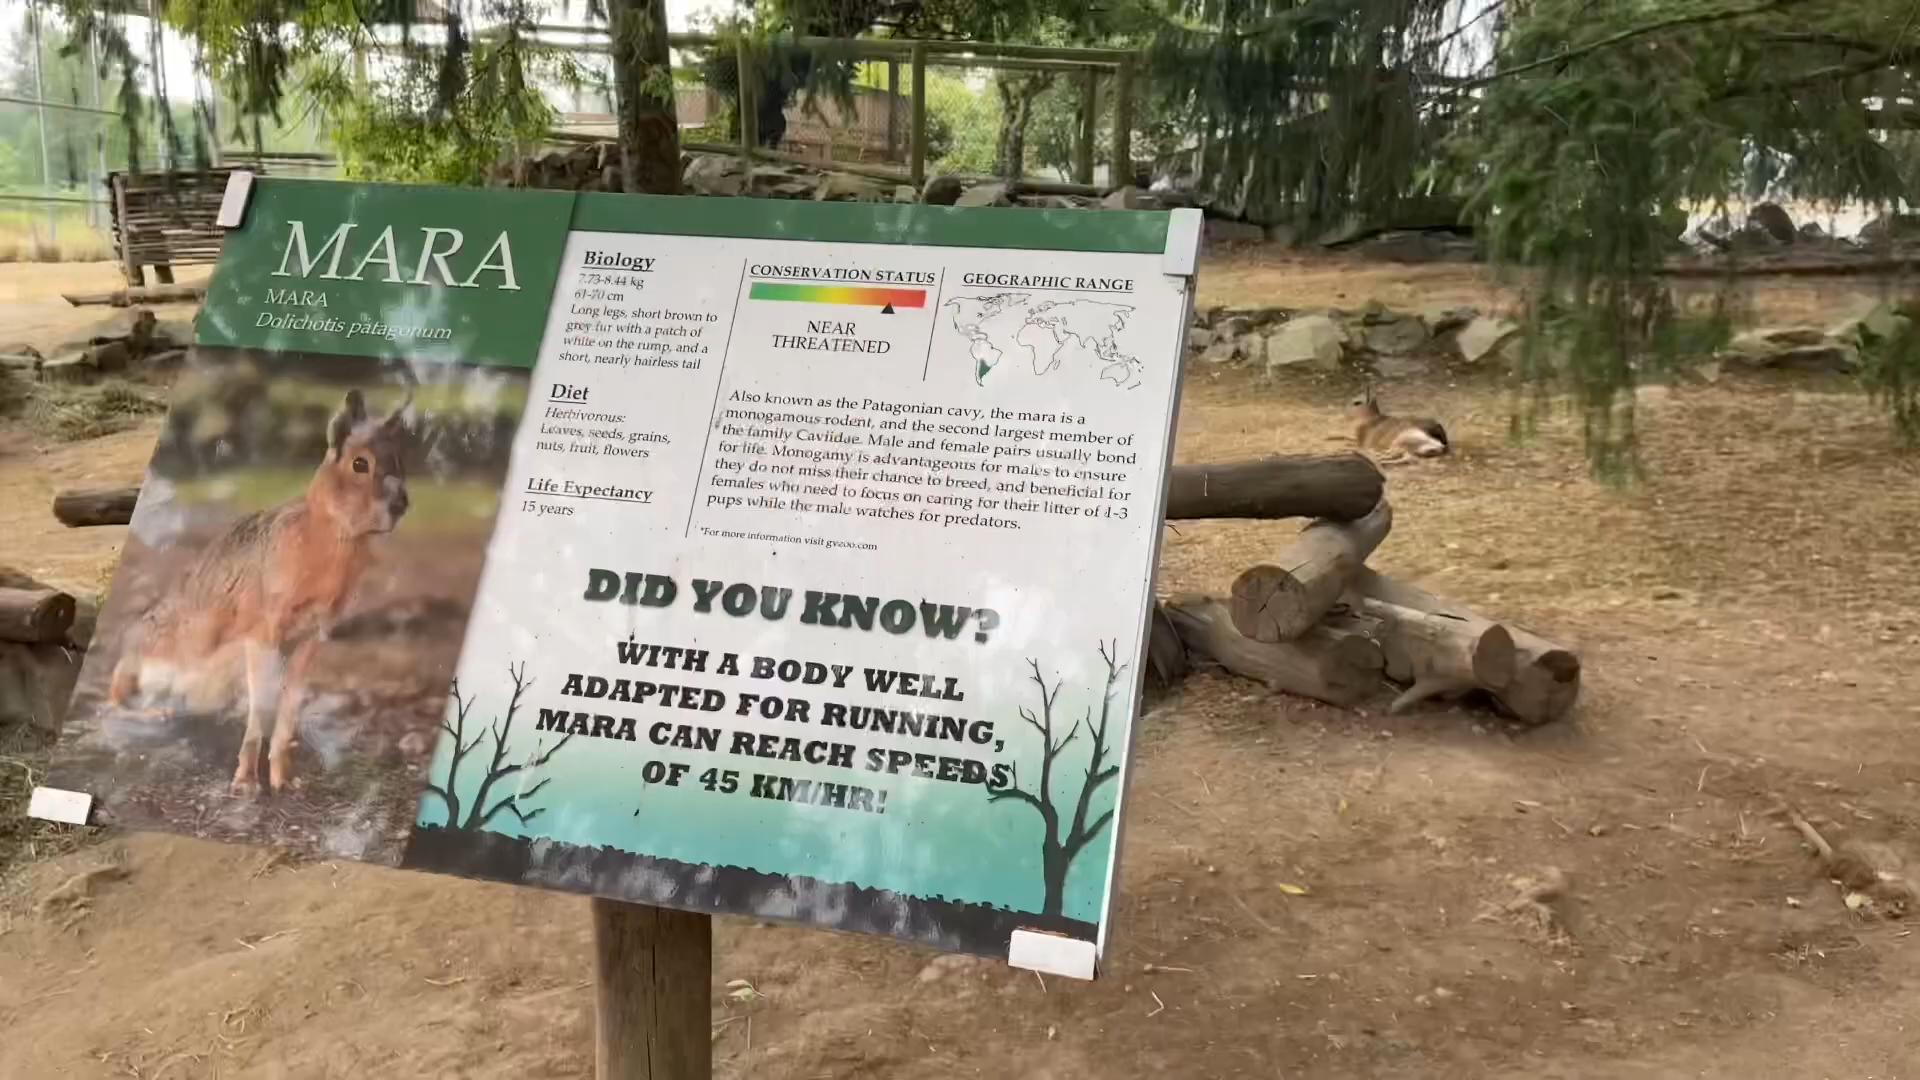 MARA
MARA
Dolichotis patagonum
Biology
7.73-8.44 kg
61-70 cm
Long legs, short brown to
grey fur with a patch of
white on the rump, and a
short, nearly hairless tail
Diet
Herbivorous:
Leaves, seeds, grains,
nuts, fruit, flowers
Life Expectancy
15 years
CONSERVATION STATUS
NEAR
THREATENED
GEOGRAPHIC RANGE
Also known as the Patagonian cavy, the mara is a
monogamous rodent, and the second largest member of
the family Caviidae. Male and female pairs usually bond
for life. Monogamy is advantageous for males to ensure
they do not miss their chance to breed, and beneficial for
females who need to focus on caring for their litter of 1-3
pups while the male watches for predators.
*For more information visit gvzoo.com
DID YOU KNOW?
WITH A BODY WELL
ADAPTED FOR RUNNING,
MARA CAN REACH SPEEDS
OF 45 KM/HR!